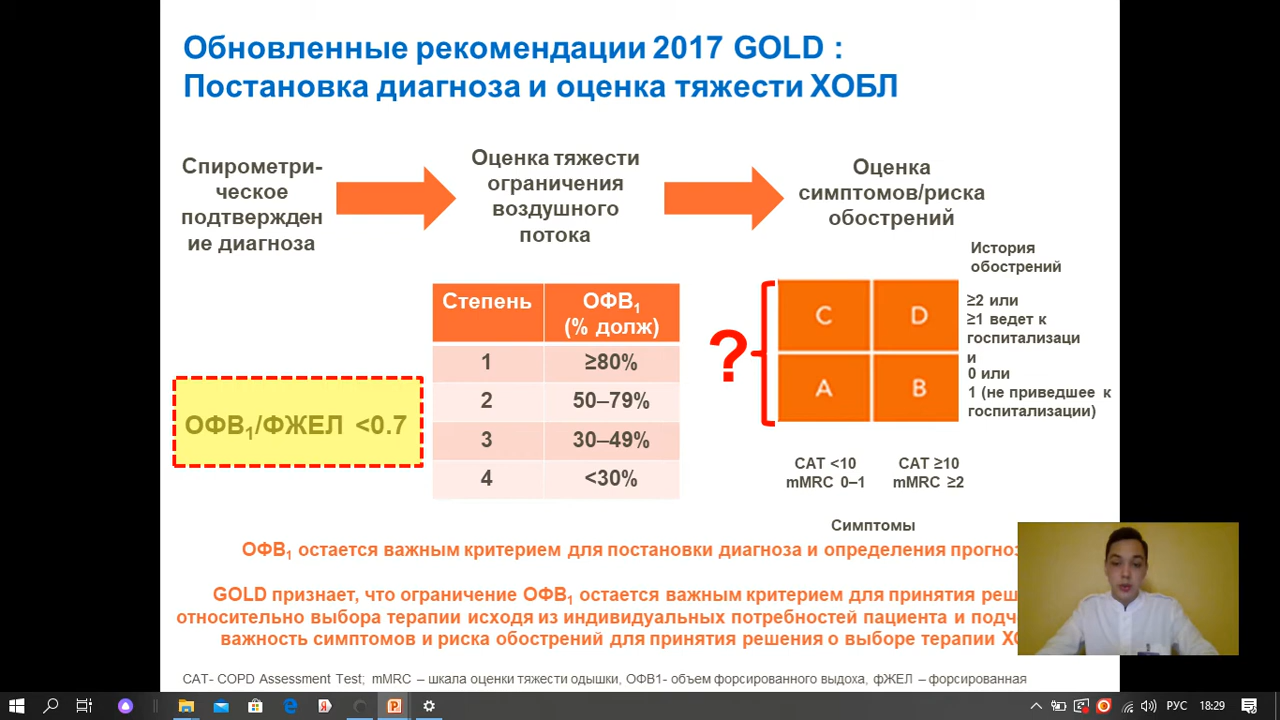 Обновленные рекомендации 2017 GOLD :
Постановка диагноза и оценка тяжести ХОБЛ
Спирометри-
ческое
подтвержден
ие диагноза
Оценка тяжести
ограничения
воздушного
потока
Оценка
симптомов/риска
обострений
История
обострений
ОФВ1/ФЖЕЛ <0.7
Степень ОФВ1 (% долж)
1 ≥80%
2 50–79%
3 30–49%
4 <30%
?
C D
A B
≥2 или
≥1 ведет к
госпитализаци
и
0 или
1 (не приведшее к
госпитализации)
CAT <10
mMRC 0–1
CAT ≥10
mMRC ≥2
Симптомы
ОФВ1 остается важным критерием для постановки диагноза и определения
GOLD признает, что ограничение ОФВ1 остается важным критерием для принятия
относительно выбора терапии исходя из индивидуальных потребностей пациента и
важность симптомов и риска обострений для принятия решения о выборе терапии
CAT- COPD Assessment Test; mMRC – шкала оценки тяжести одышки, ОФВ1- объем форсированного выдоха, фЖЕЛ – форсированная
РУС 18:29